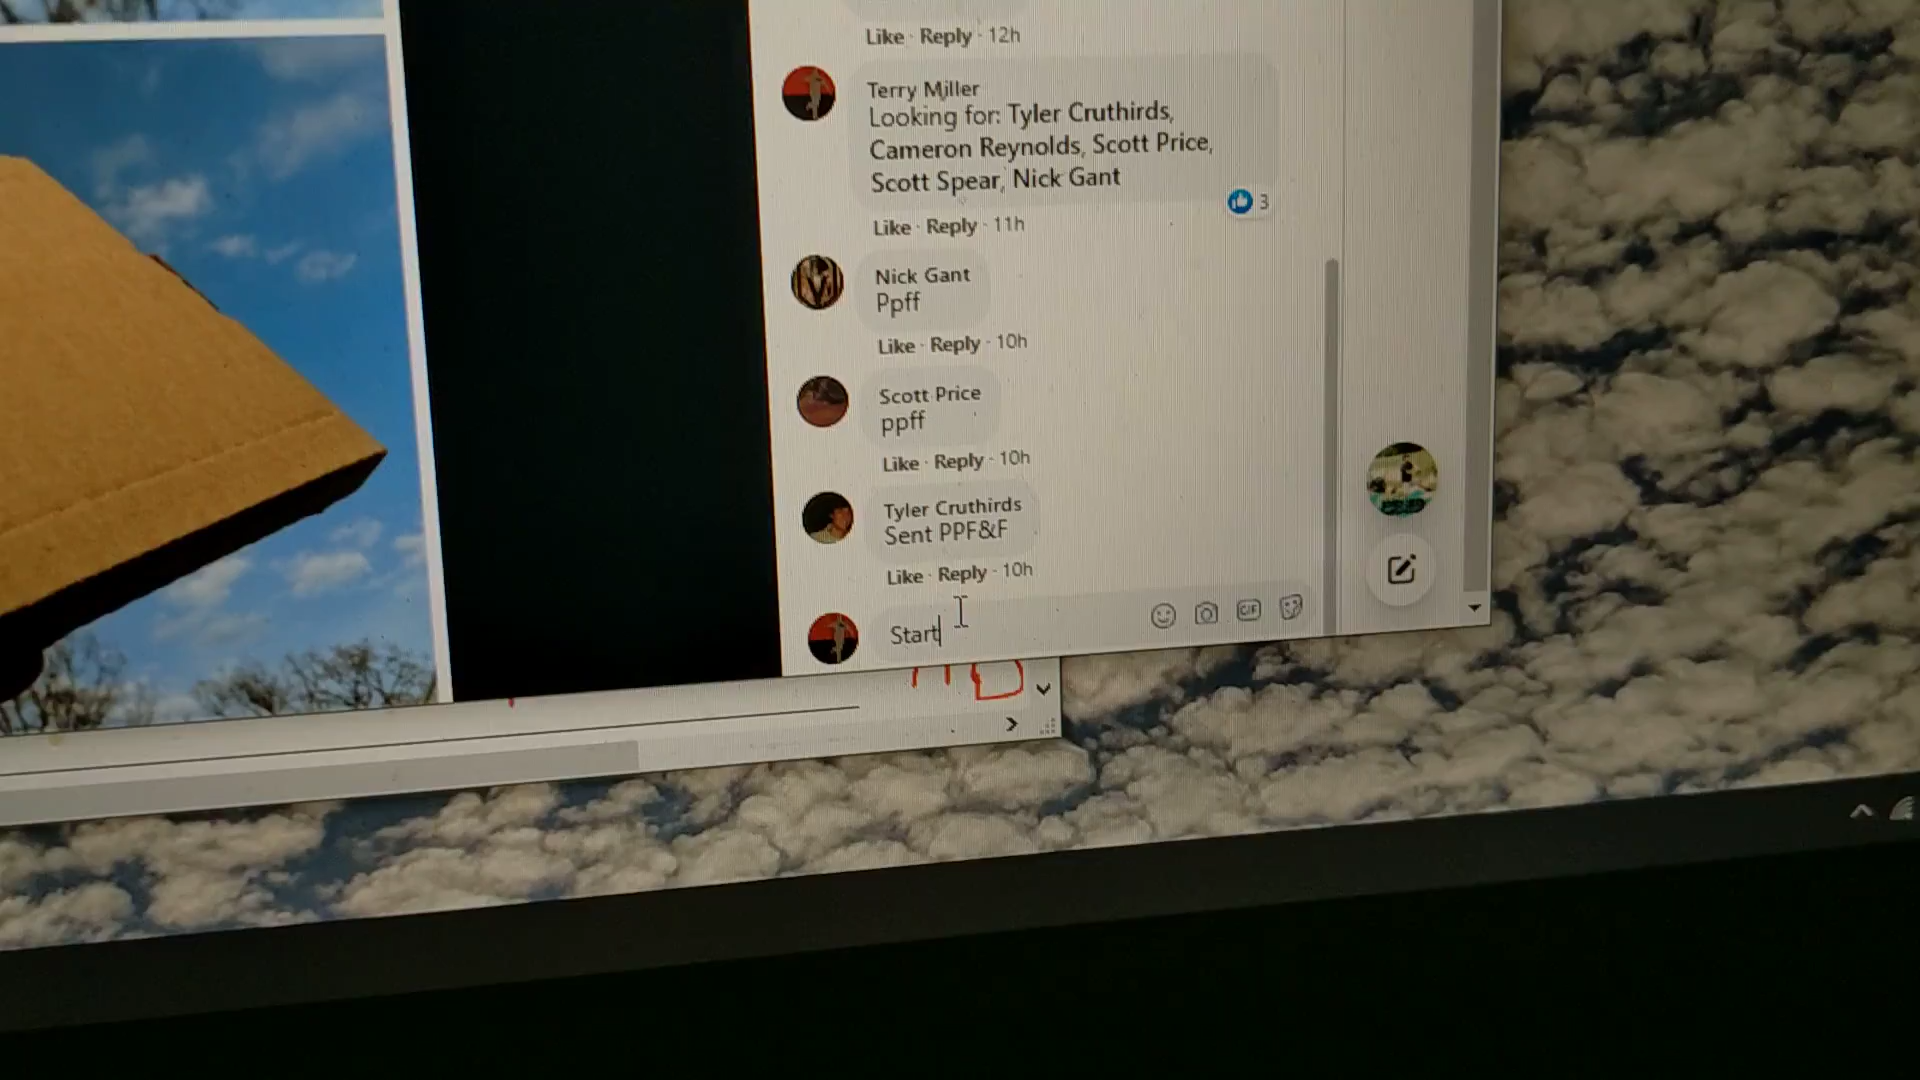 Like · Reply · 12h
Terry Miller
Looking for: Tyler Cruthirds,
Cameron Reynolds, Scott Price,
Scott Spear, Nick Gant
3
Like · Reply · 11h
Nick Gant
Ppff
Like · Reply · 10h
Scott Price
ppff
Like · Reply · 10h
Tyler Cruthirds
Sent PPF&F
Like · Reply · 10h
Start
GIF